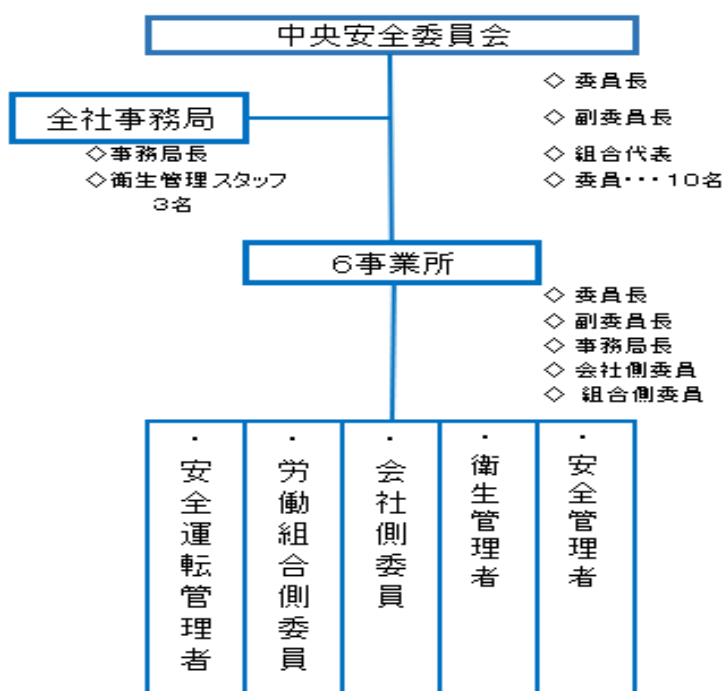 中央安全委員会
◇ 委員長
◇ 副委員長
◇ 組合代表
◇ 委員・・・10名
全社事務局
◇事務局長
◇衛生管理スタッフ
3名
6事業所
◇ 委員長
◇ 副委員長
◇ 事務局長
◇ 会社側委員
◇ 組合側委員
・安全管理者
・衛生管理者
・会社側委員
・労働組合側委員
・安全運転管理者